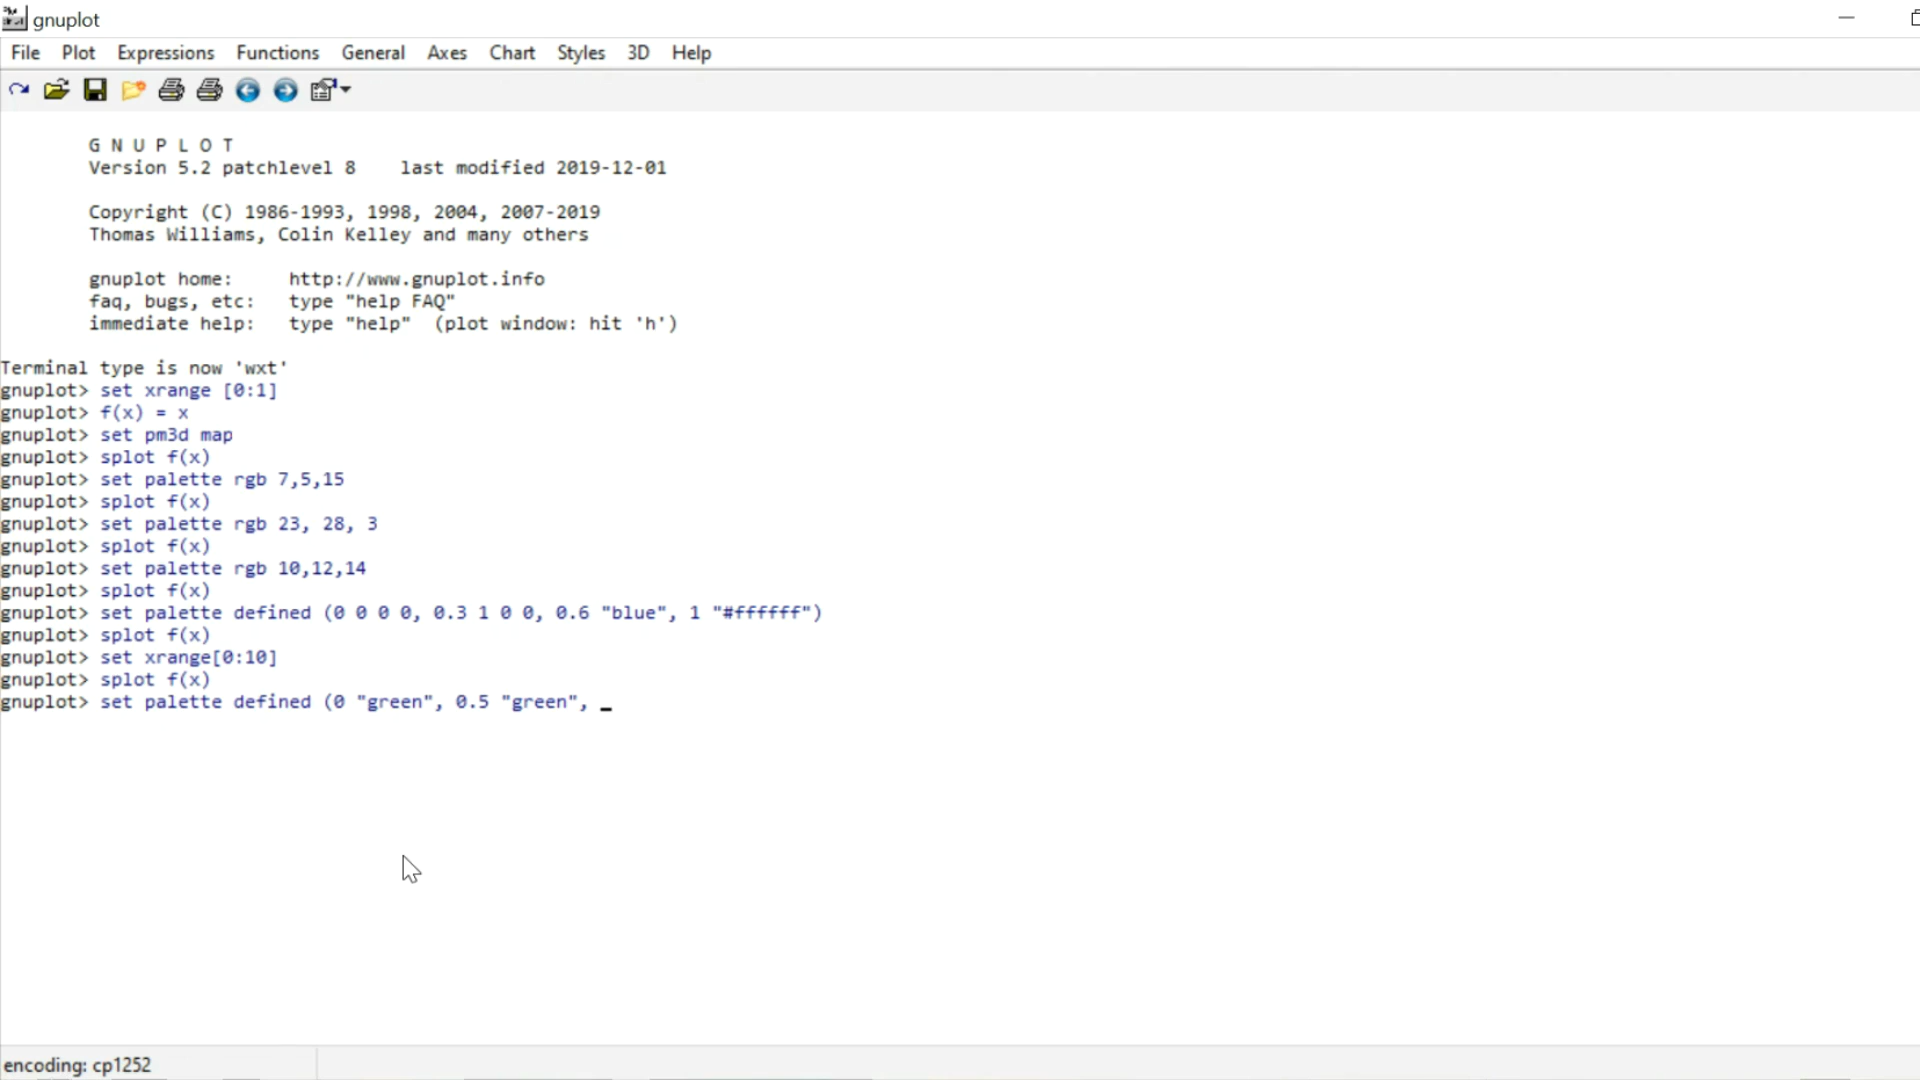 gnuplot
File Plot Expressions Functions General Axes Chart Styles 3D Help
G N U P L O T
Version 5.2 patchlevel 8    last modified 2019-12-01
Copyright (C) 1986-1993, 1998, 2004, 2007-2019
Thomas Williams, Colin Kelley and many others
gnuplot home:     http://www.gnuplot.info
faq, bugs, etc:   type "help FAQ"
immediate help:   type "help"  (plot window: hit 'h')
Terminal type is now 'wxt'
gnuplot> set xrange [0:1]
gnuplot> f(x) = x
gnuplot> set pm3d map
gnuplot> splot f(x)
gnuplot> set palette rgb 7,5,15
gnuplot> splot f(x)
gnuplot> set palette rgb 23, 28, 3
gnuplot> splot f(x)
gnuplot> set palette rgb 10,12,14
gnuplot> splot f(x)
gnuplot> set palette defined (0 0 0 0, 0.3 1 0 0, 0.6 "blue", 1 "#ffffff")
gnuplot> splot f(x)
gnuplot> set xrange[0:10]
gnuplot> splot f(x)
gnuplot> set palette defined (0 "green", 0.5 "green", _
encoding: cp1252